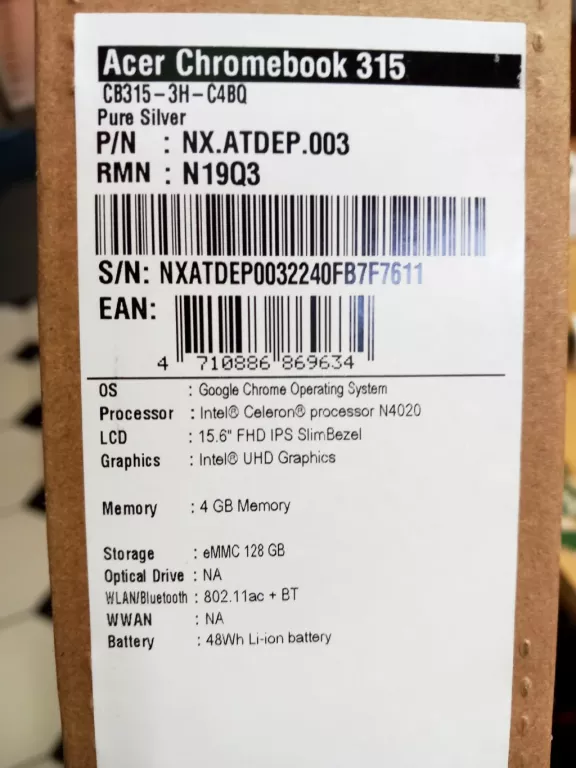 Acer Chromebook 315
CB315-3H-C4BQ
Pure Silver
P/N : NX.ATDEP.003
RMN : N19Q3
S/N: NXATDEP0032240FB7F7611
EAN:
4 710886 869634
OS : Google Chrome Operating System
Processor : Intel® Celeron® processor N4020
LCD : 15.6" FHD IPS SlimBezel
Graphics : Intel® UHD Graphics
Memory : 4 GB Memory
Storage : eMMC 128 GB
Optical Drive : NA
WLAN/Bluetooth : 802.11ac + BT
WWAN : NA
Battery : 48Wh Li-ion battery